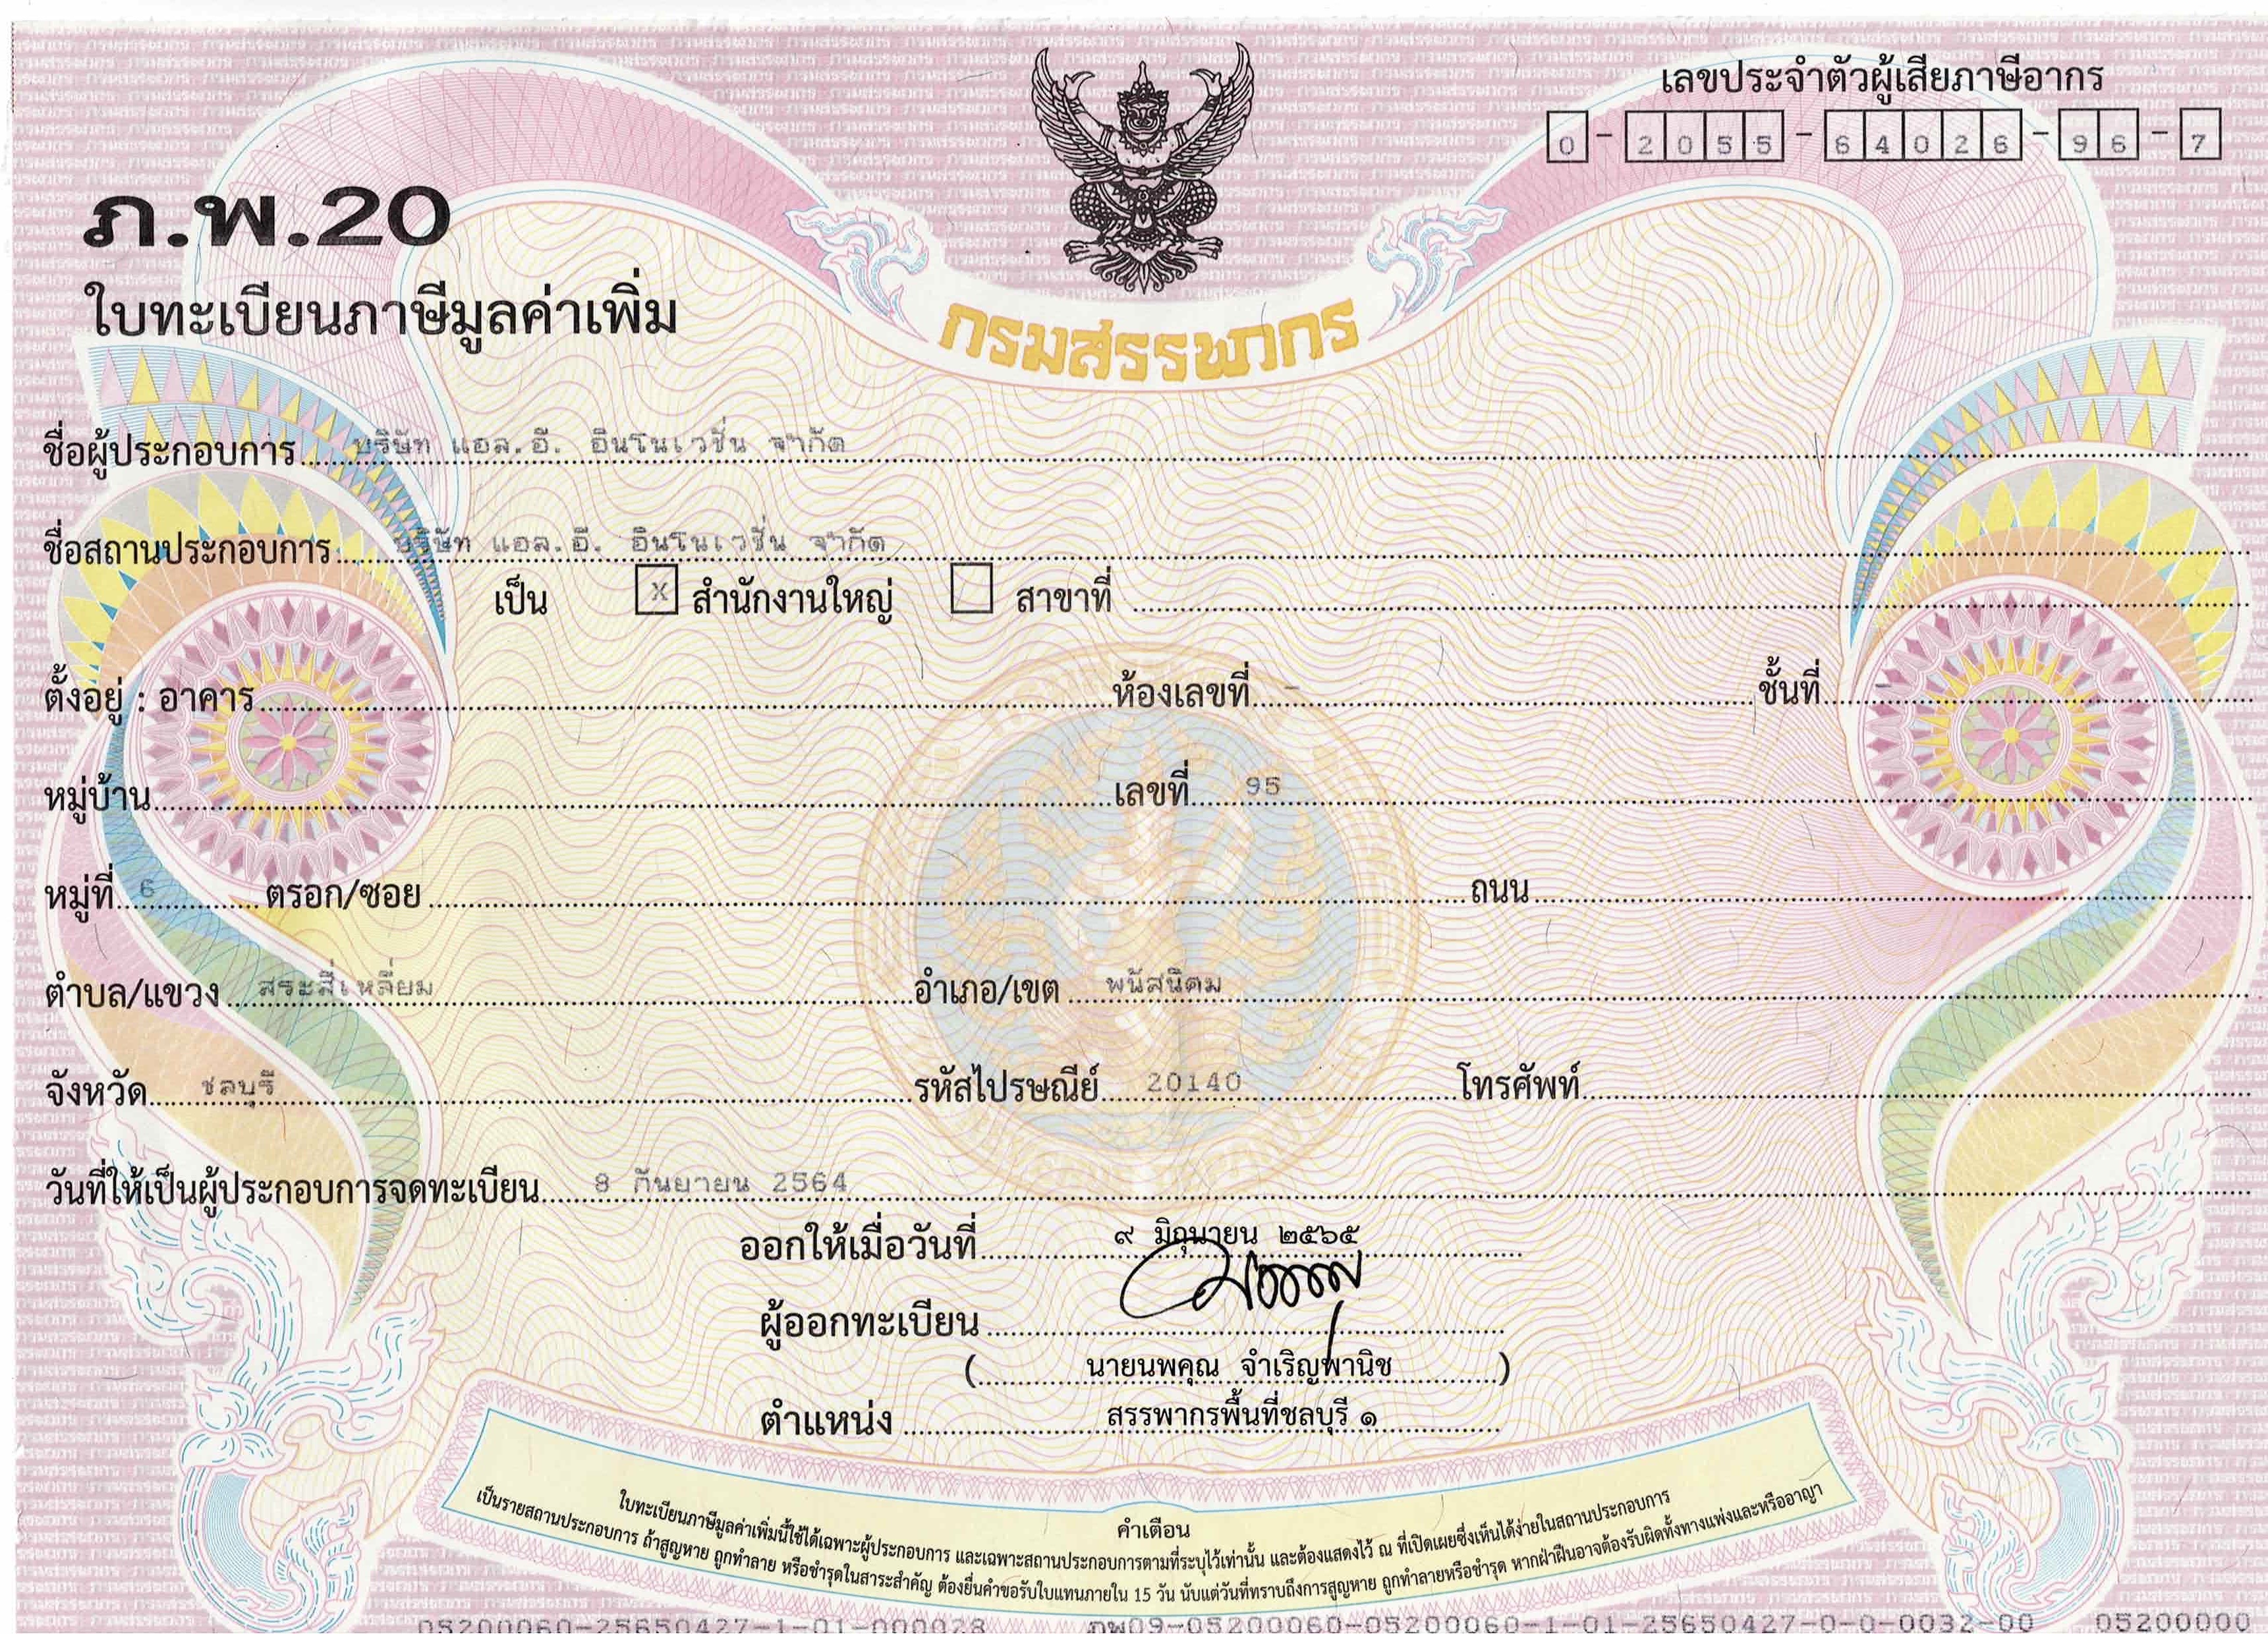 เลขประจำตัวผู้เสียภาษีอากร
0-2055-64026-96-7
ภ.พ.20
ใบทะเบียนภาษีมูลค่าเพิ่ม
กรมสรรพากร
ชื่อผู้ประกอบการ บริษัท แอล.อี. อินโนเวชั่น จำกัด
ชื่อสถานประกอบการ บริษัท แอล.อี. อินโนเวชั่น จำกัด
เป็น X สำนักงานใหญ่ สาขาที่
ตั้งอยู่ : อาคาร ห้องเลขที่ - ชั้นที่ -
หมู่บ้าน เลขที่ 95
หมู่ที่ 6 ตรอก/ซอย ถนน
ตำบล/แขวง สระสี่เหลี่ยม อำเภอ/เขต พนัสนิคม
จังหวัด ชลบุรี รหัสไปรษณีย์ 20140 โทรศัพท์
วันที่ให้เป็นผู้ประกอบการจดทะเบียน 8 กันยายน 2564
ออกให้เมื่อวันที่ ๙ มิถุนายน ๒๕๖๕
ผู้ออกทะเบียน
(นายนพคุณ จำเริญพานิช)
ตำแหน่ง สรรพากรพื้นที่ชลบุรี ๑
คำเตือน
ใบทะเบียนภาษีมูลค่าเพิ่มนี้ใช้ได้เฉพาะผู้ประกอบการ และเฉพาะสถานประกอบการตามที่ระบุไว้เท่านั้น และต้องแสดงไว้ ณ ที่เปิดเผยซึ่งเห็นได้ง่ายในสถานประกอบการ
เป็นรายสถานประกอบการ ถ้าสูญหาย ถูกทำลาย หรือชำรุดในสาระสำคัญ ต้องยื่นคำขอรับใบแทนภายใน 15 วัน นับแต่วันที่ทราบถึงการสูญหาย ถูกทำลายหรือชำรุด หากฝ่าฝืนอาจต้องรับผิดทั้งทางแพ่งและหรืออาญา
05200060-25650427-1-01-000028 ภพ09-05200060-05200060-1-01-25650427-0-0-0032-00 05200000